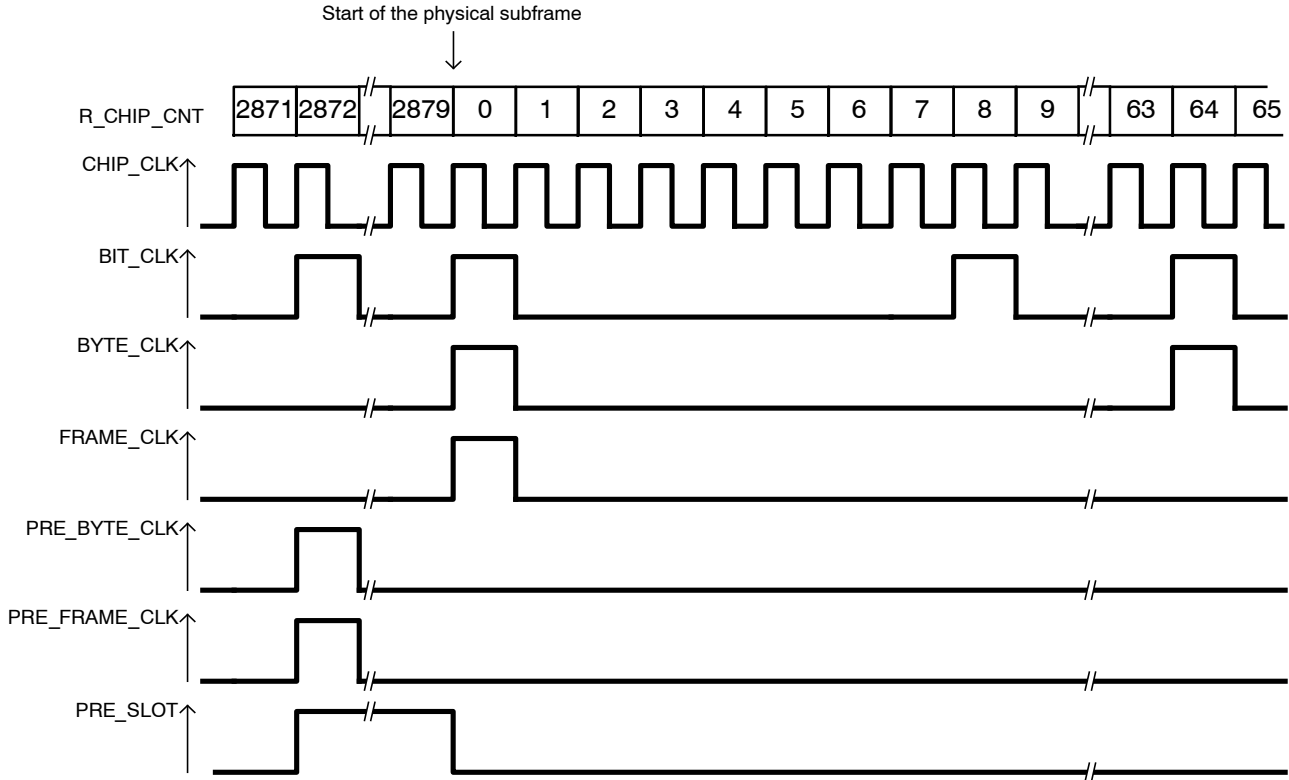 Start of the physical subframe
R_CHIP_CNT 2871 2872 2879 0 1 2 3 4 5 6 7 8 9 63 64 65
CHIP_CLK
BIT_CLK
BYTE_CLK
FRAME_CLK
PRE_BYTE_CLK
PRE_FRAME_CLK
PRE_SLOT